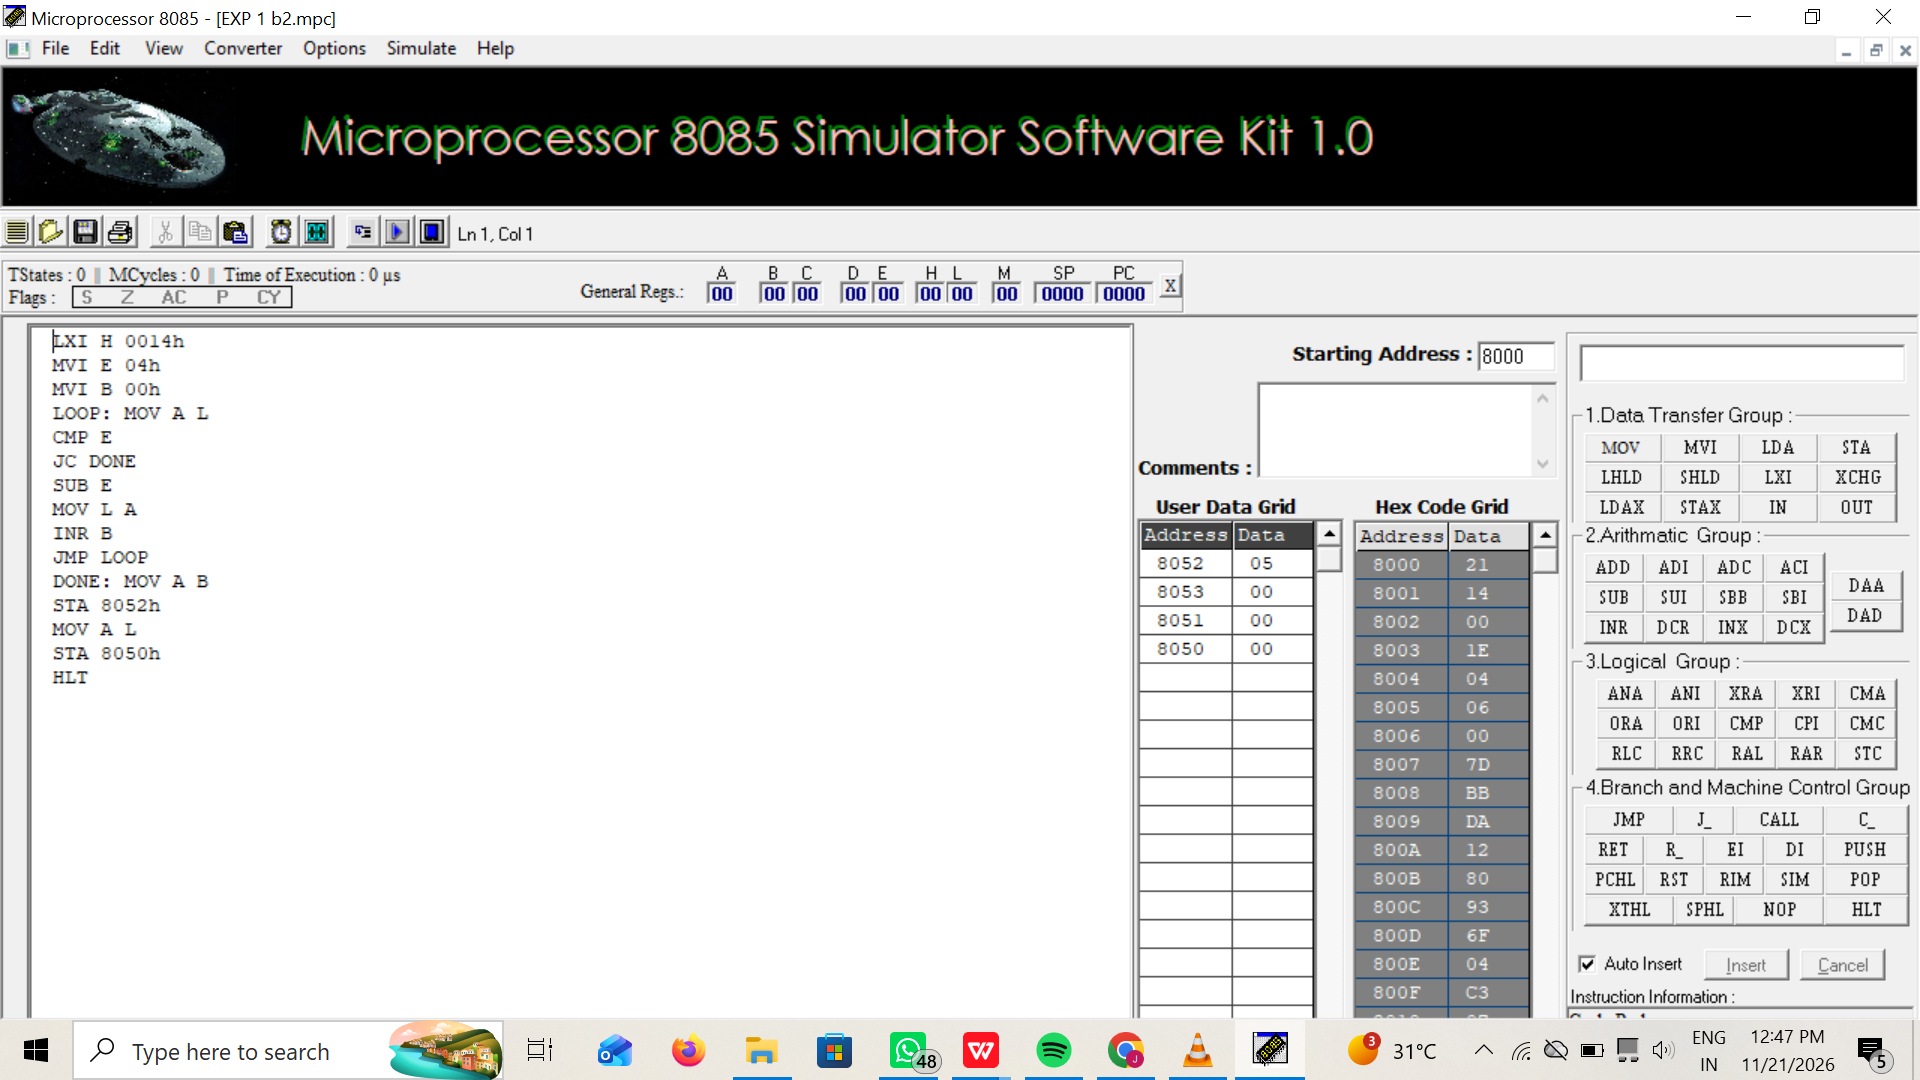 Microprocessor 8085 - [EXP 1 b2.mpc]
File Edit View Converter Options Simulate Help
Microprocessor 8085 Simulator Software Kit 1.0
Ln 1, Col 1
TStates : 0 || MCycles : 0 || Time of Execution : 0 µs
Flags : S Z AC P CY
General Regs.:
A B C D E H L M SP PC
00 00 00 00 00 00 00 00 0000 0000 X
LXI H 0014h
MVI E 04h
MVI B 00h
LOOP: MOV A L
CMP E
JC DONE
SUB E
MOV L A
INR B
JMP LOOP
DONE: MOV A B
STA 8052h
MOV A L
STA 8050h
HLT
Starting Address : 8000
Comments :
User Data Grid
Address Data
8052 05
8053 00
8051 00
8050 00
Hex Code Grid
Address Data
8000 21
8001 14
8002 00
8003 1E
8004 04
8005 06
8006 00
8007 7D
8008 BB
8009 DA
800A 12
800B 80
800C 93
800D 6F
800E 04
800F C3
1.Data Transfer Group :
MOV MVI LDA STA
LHLD SHLD LXI XCHG
LDAX STAX IN OUT
2.Arithmatic Group :
ADD ADI ADC ACI DAA
SUB SUI SBB SBI DAD
INR DCR INX DCX
3.Logical Group :
ANA ANI XRA XRI CMA
ORA ORI CMP CPI CMC
RLC RRC RAL RAR STC
4.Branch and Machine Control Group
JMP J_ CALL C_
RET R_ EI DI PUSH
PCHL RST RIM SIM POP
XTHL SPHL NOP HLT
Auto Insert Insert Cancel
Instruction Information :
Type here to search
48
W
J
8085
3
31°C
ENG
IN
12:47 PM
11/21/2026
5